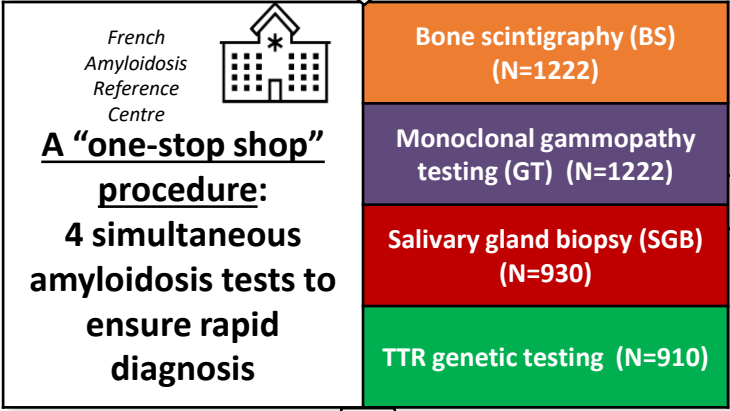 French
Amyloidosis
Reference
Centre
A “one-stop shop”
procedure:
4 simultaneous
amyloidosis tests to
ensure rapid
diagnosis
Bone scintigraphy (BS)
(N=1222)
Monoclonal gammopathy
testing (GT) (N=1222)
Salivary gland biopsy (SGB)
(N=930)
TTR genetic testing (N=910)